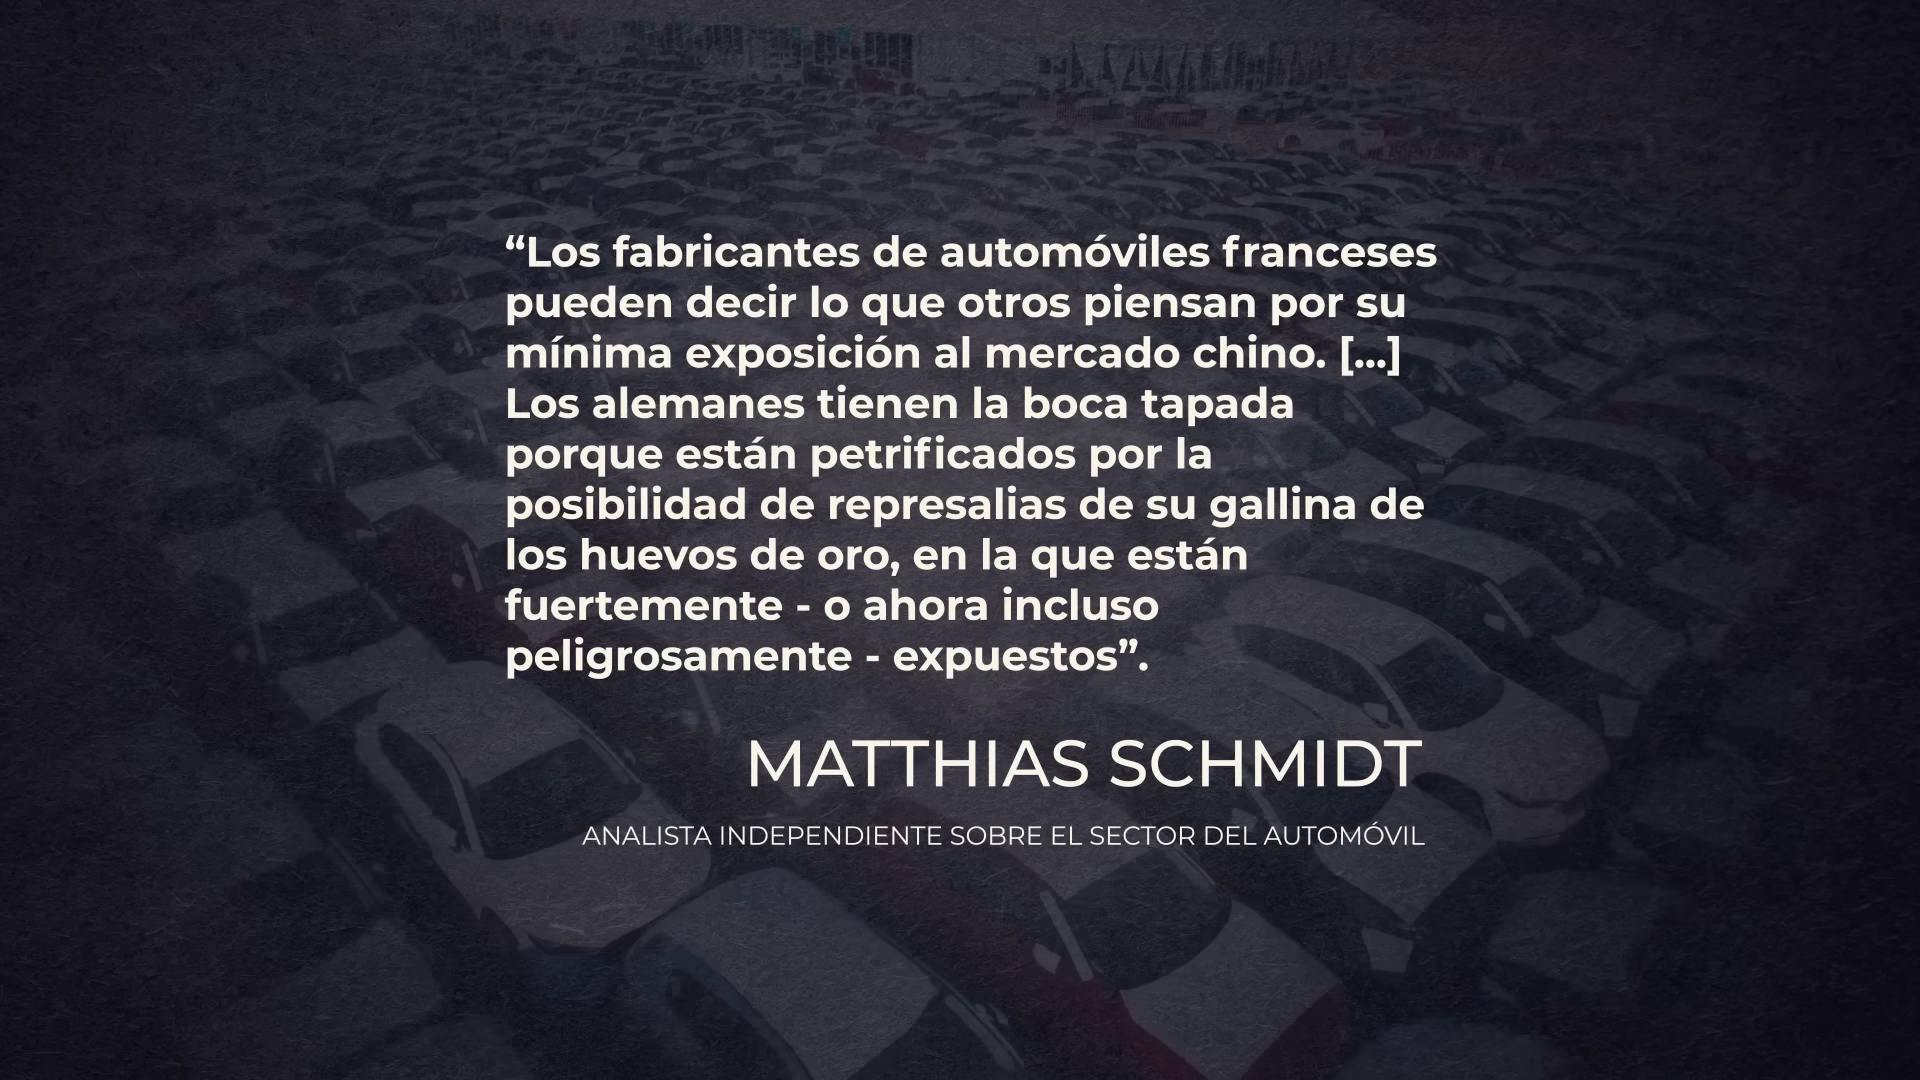 “Los fabricantes de automóviles franceses
pueden decir lo que otros piensan por su
mínima exposición al mercado chino. [...]
Los alemanes tienen la boca tapada
porque están petrificados por la
posibilidad de represalias de su gallina de
los huevos de oro, en la que están
fuertemente - o ahora incluso
peligrosamente - expuestos”.
MATTHIAS SCHMIDT
ANALISTA INDEPENDIENTE SOBRE EL SECTOR DEL AUTOMÓVIL